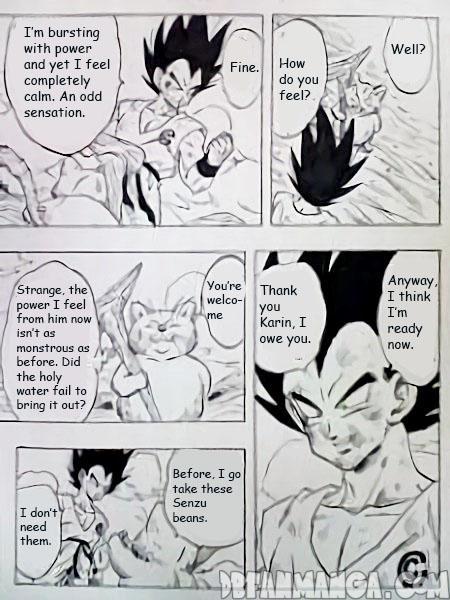 Well?
How
do you
feel?
Fine.
I'm bursting
with power
and yet I feel
completely
calm. An odd
sensation.
Anyway,
I think
I'm
ready
now.
Thank
you
Karin, I
owe you.
...
You're
welco-
me
Strange, the
power I feel
from him now
isn't as
monstrous as
before. Did
the holy
water fail to
bring it out?
Before, I go
take these
Senzu
beans.
I don't
need
them.
©
DBFANMANGA.COM